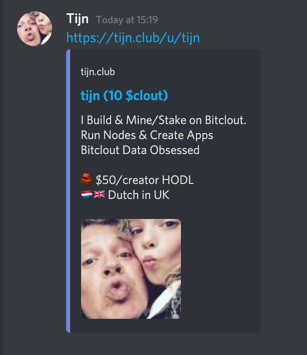 Tijn Today at 15:19
https://tijn.club/u/tijn
tijn.club
tijn (10 $clout)
I Build & Mine/Stake on Bitclout.
Run Nodes & Create Apps
Bitclout Data Obsessed
$50/creator HODL
🇳🇱🇬🇧 Dutch in UK